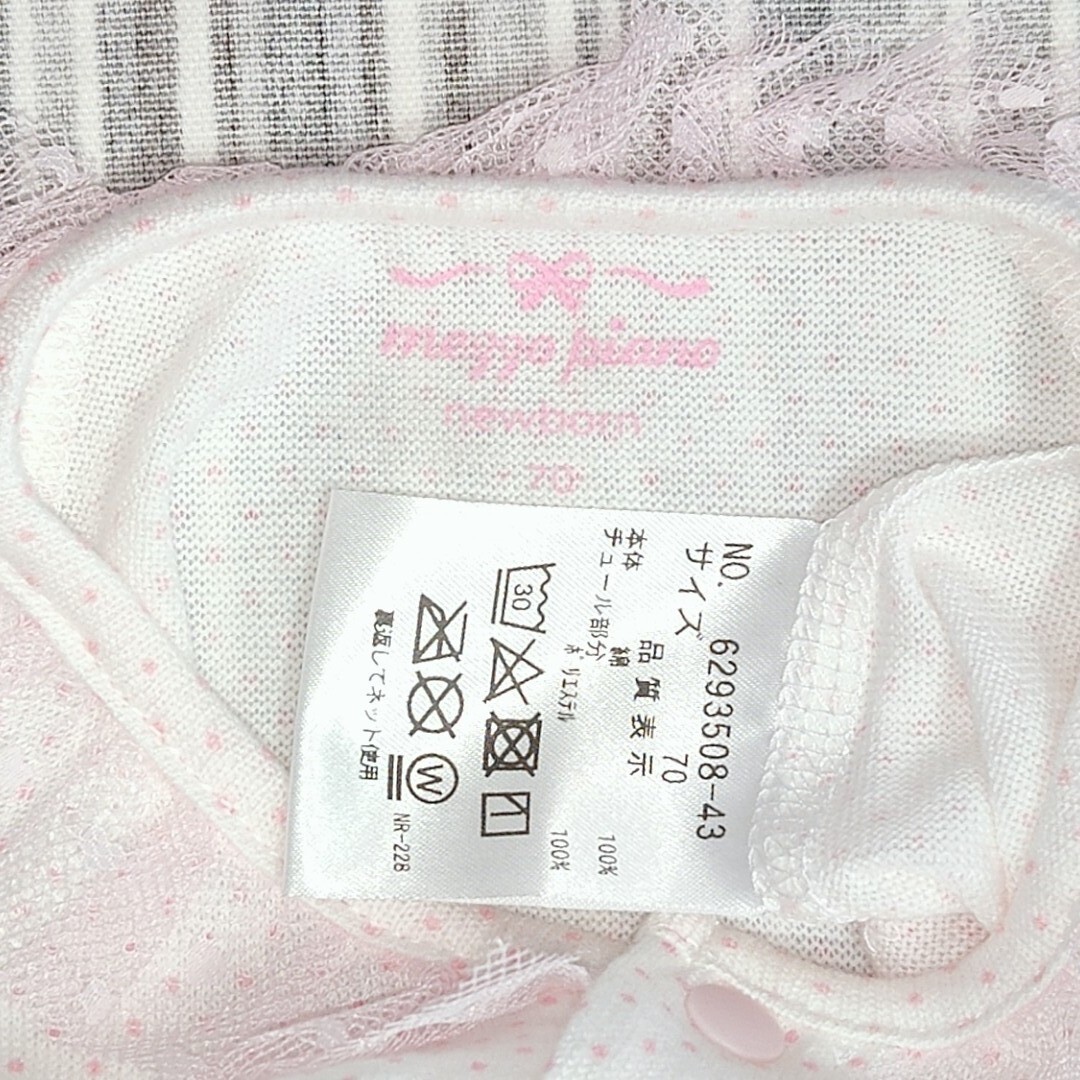 mezzo piano
newborn
70
NO. 6293508-43
サイズ 70
品質表示
本体 綿 100%
チュール部分 ポリエステル 100%
30
W
裏返してネット使用 NR-228